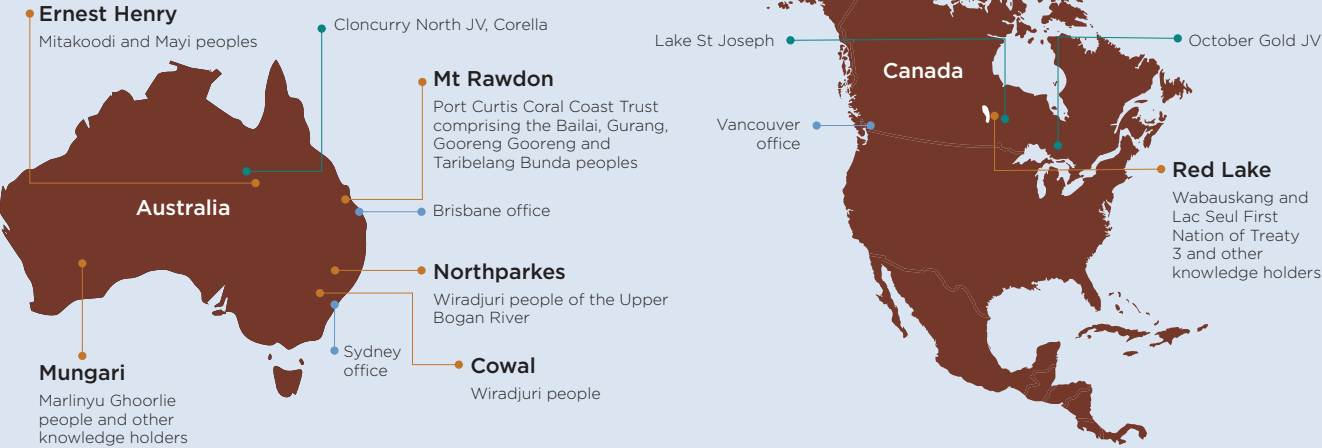 Ernest Henry
Mitakoodi and Mayi peoples
Cloncurry North JV, Corella
Mt Rawdon
Port Curtis Coral Coast Trust
comprising the Bailai, Gurang,
Gooreng Gooreng and
Taribelang Bunda peoples
Australia
Brisbane office
Northparkes
Wiradjuri people of the Upper
Bogan River
Sydney
office
Cowal
Wiradjuri people
Mungari
Marlinyu Ghoorlie
people and other
knowledge holders
Lake St Joseph
October Gold JV
Canada
Vancouver
office
Red Lake
Wabauskang and
Lac Seul First
Nation of Treaty
3 and other
knowledge holders